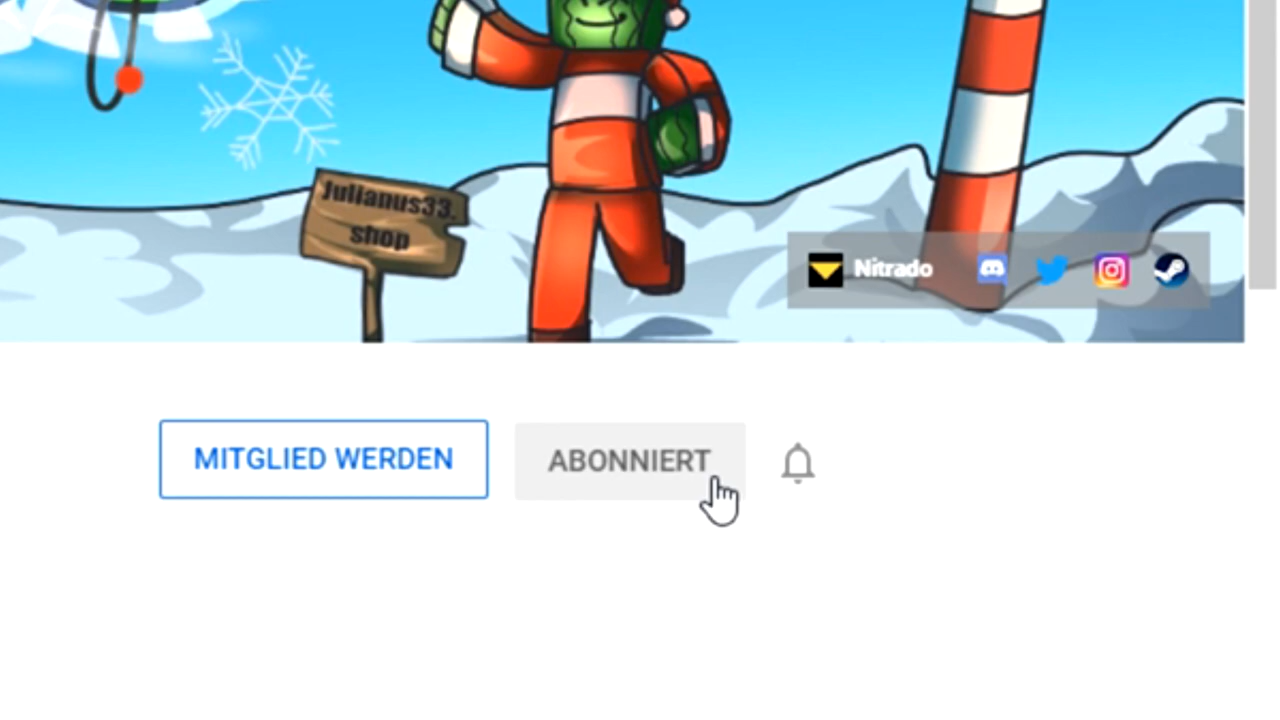 Julianus33.
shop
Nitrado
MITGLIED WERDEN
ABONNIERT